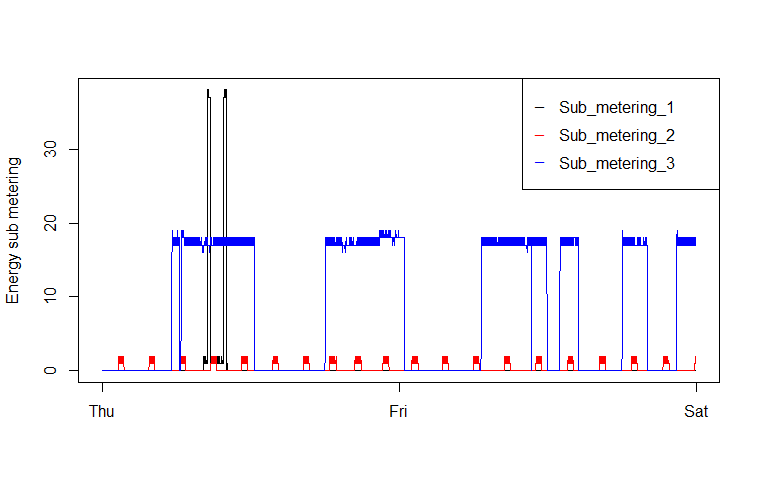 Sub_metering_1
Sub_metering_2
Sub_metering_3
Energy sub metering
30
20
10
0
Thu
Fri
Sat